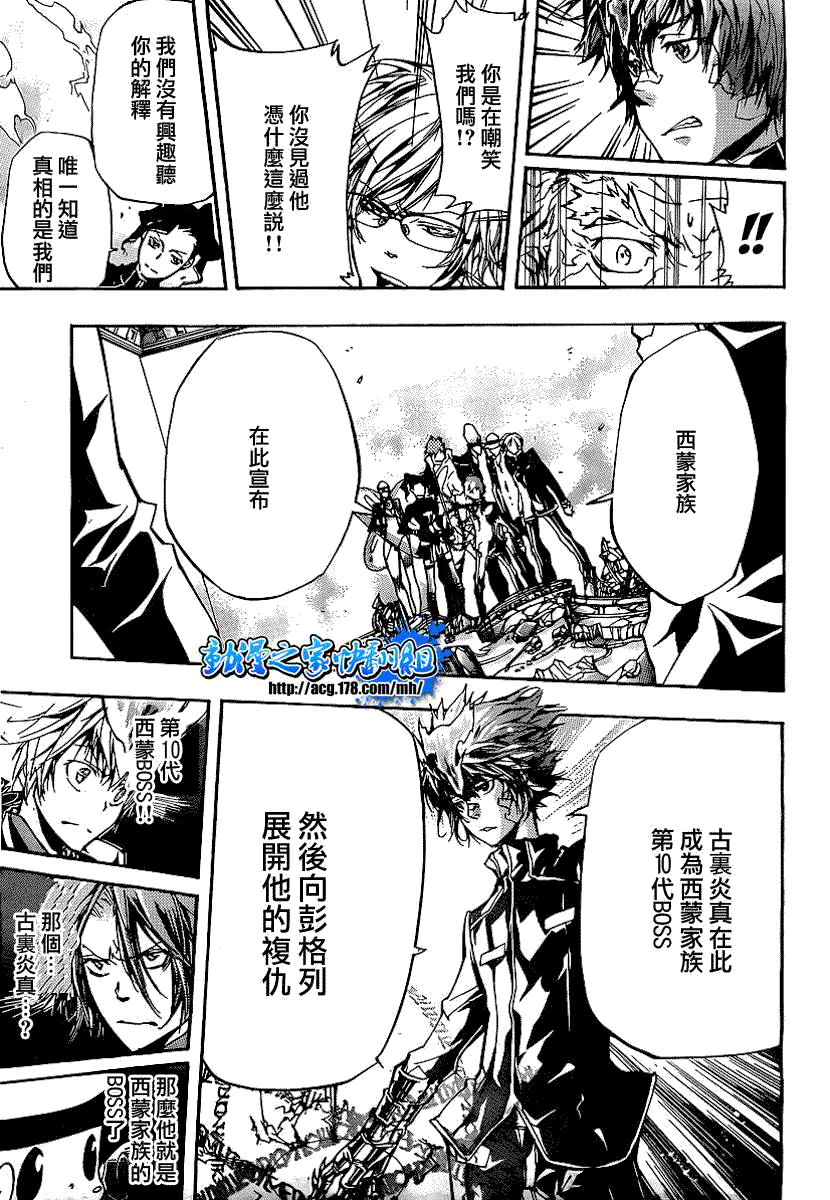 你是在嘲笑
我們嗎!?
!!
你沒見過他
憑什麼這麼說!!
我們沒有興趣聽
你的解釋
唯一知道
真相的是我們
西蒙家族
在此宣布
動漫之家快翻組
http://acg.178.com/mh/
古裏炎真在此
成為西蒙家族
第10代BOSS
然後向彭格列
展開他的複仇
第10代
西蒙BOSS!!
那個…
古裏炎真…?
那麼他就是
西蒙家族的
BOSS了